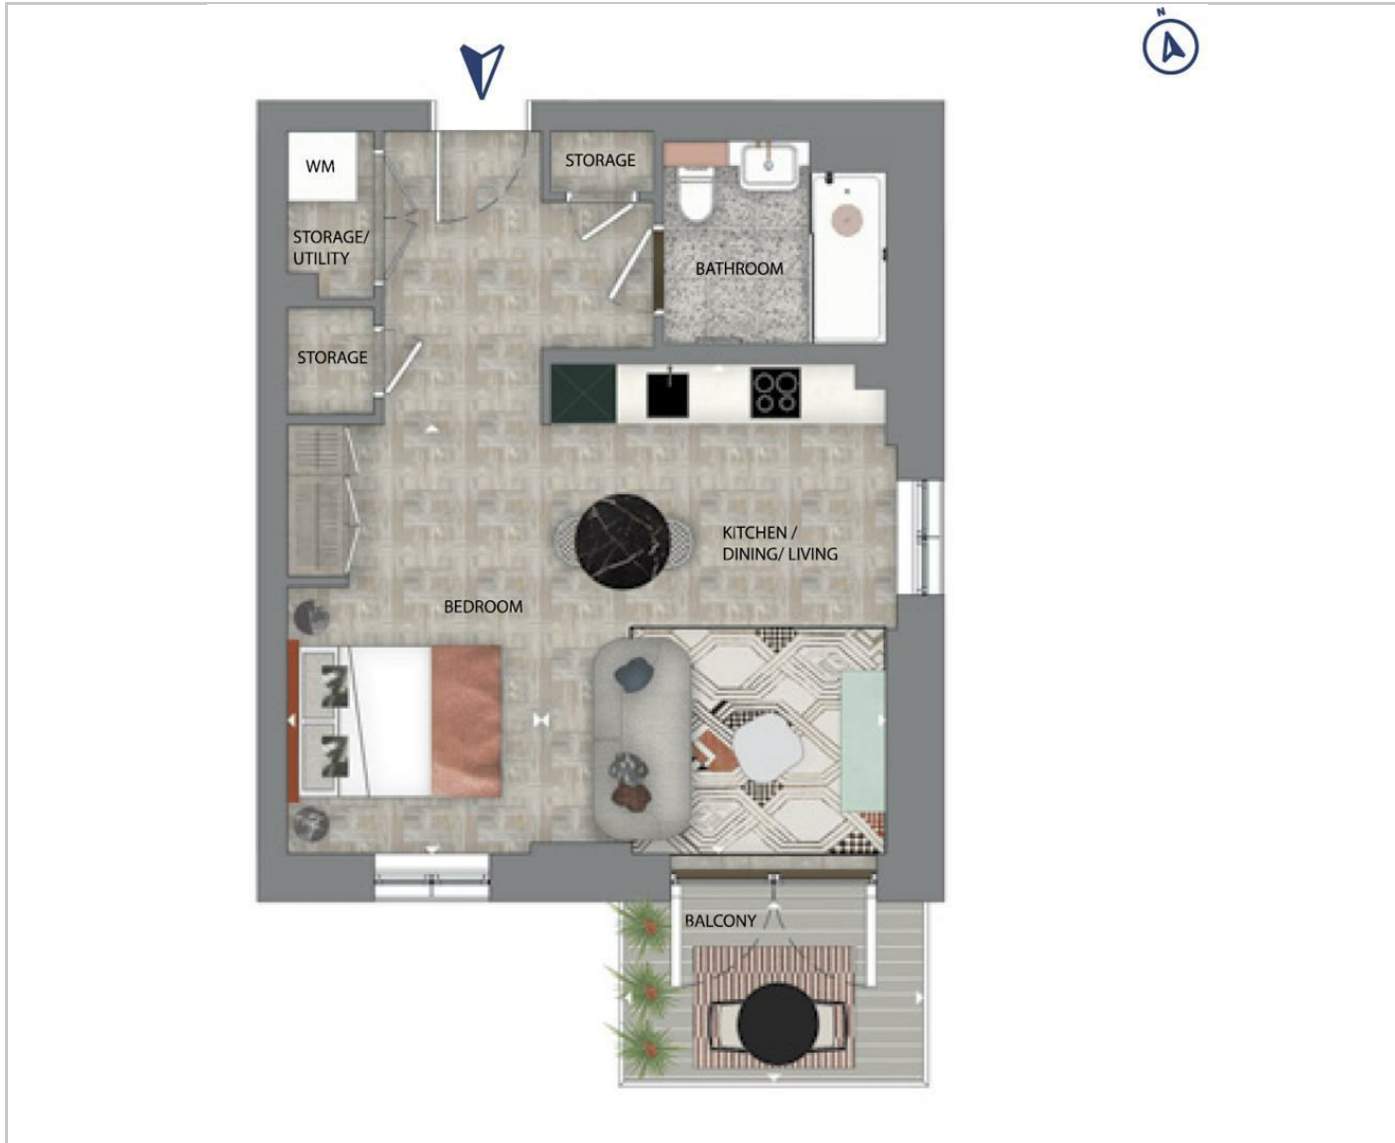 N
WM
STORAGE
STORAGE/
UTILITY
BATHROOM
STORAGE
KITCHEN /
DINING/ LIVING
BEDROOM
BALCONY